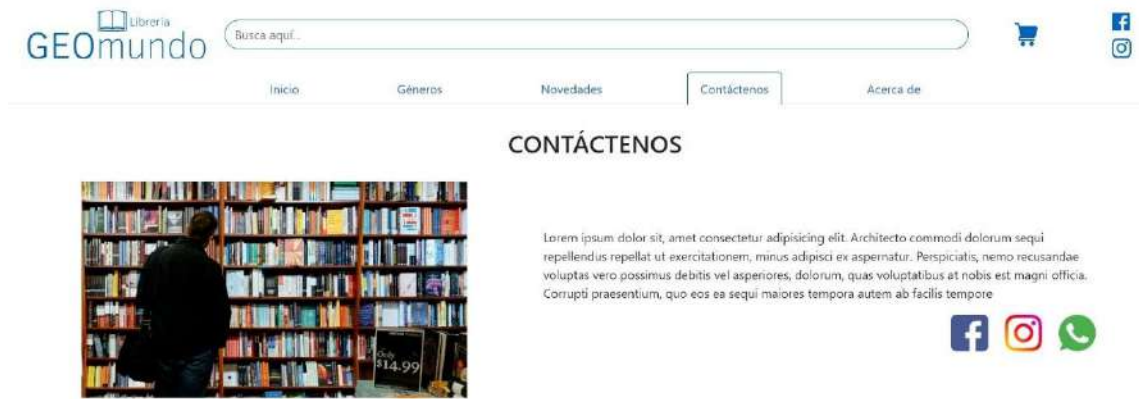 Librería
GEOmundo
Busca aquí...
Inicio
Géneros
Novedades
Contáctenos
Acerca de
CONTÁCTENOS
Lorem ipsum dolor sit, amet consectetur adipisicing elit. Architecto commodi dolorum sequi
repellendus repellat ut exercitationem, minus adipisci ex aspernatur. Perspiciatis, nemo recusandae
voluptas vero possimus debitis vel asperiores, dolorum, quas voluptatibus at nobis est magni officia.
Corrupti praesentium, quo eos ea sequi maiores tempora autem ab facilis tempore
Only
$14.99